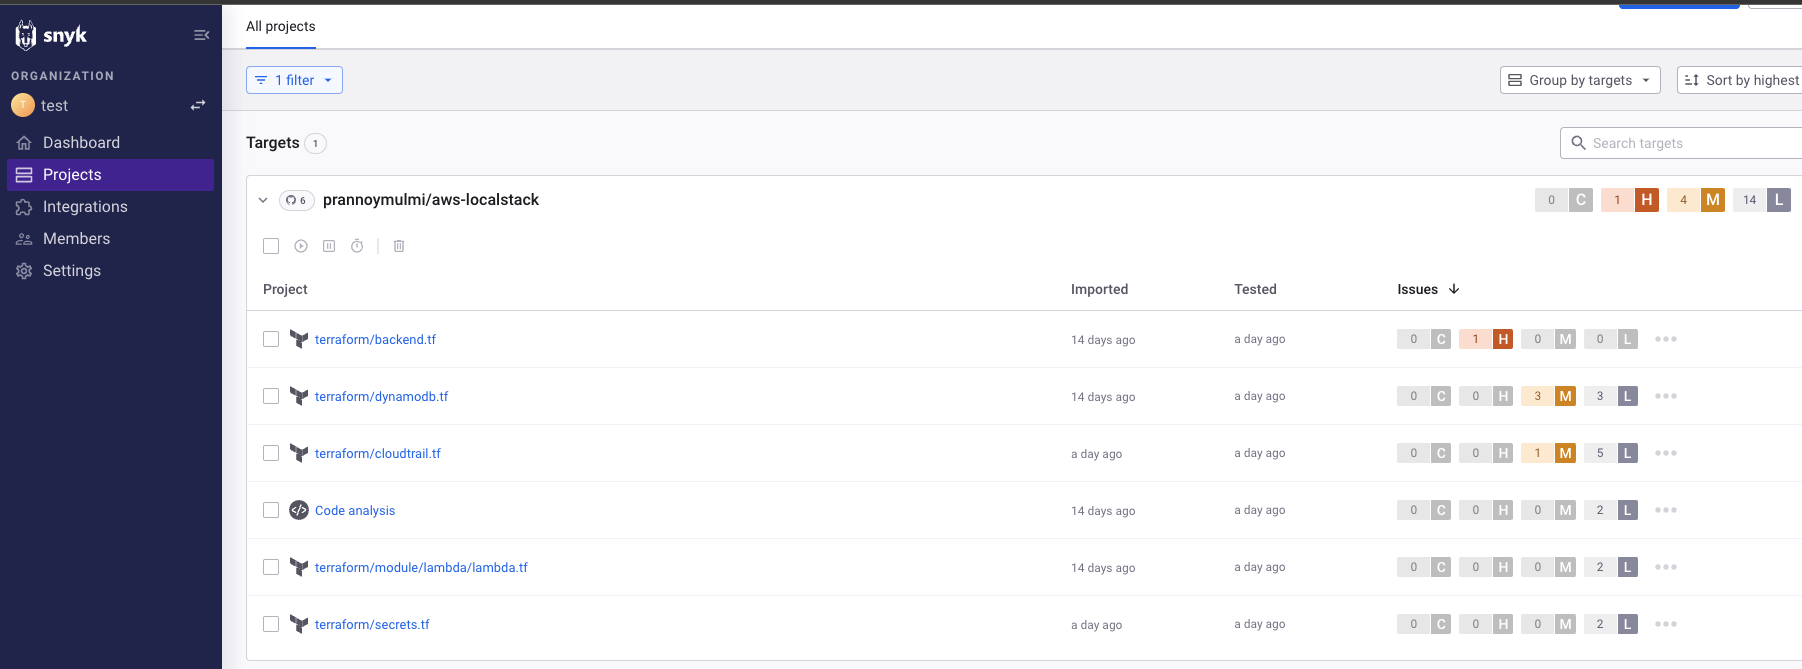 snyk
All projects
ORGANIZATION
T test
1 filter
Group by targets
Sort by highest
Dashboard
Projects
Integrations
Members
Settings
Targets 1
Search targets
6 prannoymulmi/aws-localstack 0 C 1 H 4 M 14 L
Project Imported Tested Issues
terraform/backend.tf 14 days ago a day ago 0 C 1 H 0 M 0 L
terraform/dynamodb.tf 14 days ago a day ago 0 C 0 H 3 M 3 L
terraform/cloudtrail.tf a day ago a day ago 0 C 0 H 1 M 5 L
Code analysis 14 days ago a day ago 0 C 0 H 0 M 2 L
terraform/module/lambda/lambda.tf 14 days ago a day ago 0 C 0 H 0 M 2 L
terraform/secrets.tf a day ago a day ago 0 C 0 H 0 M 2 L